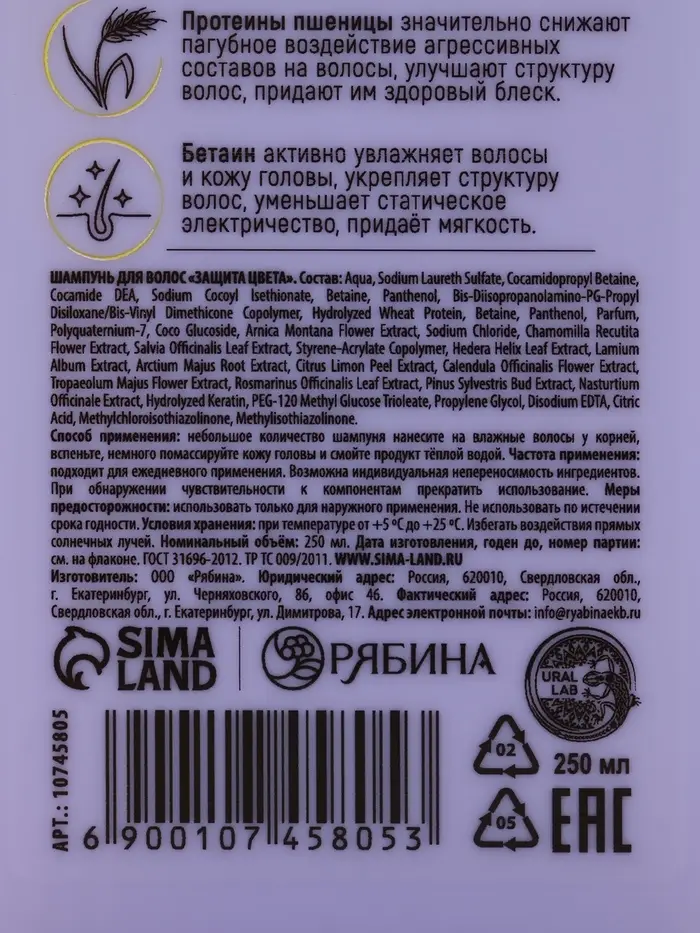 Протеины пшеницы значительно снижают
пагубное воздействие агрессивных
составов на волосы, улучшают структуру
волос, придают им здоровый блеск.
Бетаин активно увлажняет волосы
и кожу головы, укрепляет структуру
волос, уменьшает статическое
электричество, придаёт мягкость.
ШАМПУНЬ ДЛЯ ВОЛОС «ЗАЩИТА ЦВЕТА». Состав: Aqua, Sodium Laureth Sulfate, Cocamidopropyl Betaine,
Cocamide DEA, Sodium Cocoyl Isethionate, Betaine, Panthenol, Bis-Diisopropanolamino-PG-Propyl
Disiloxane/Bis-Vinyl Dimethicone Copolymer, Hydrolyzed Wheat Protein, Betaine, Panthenol, Parfum,
Polyquaternium-7, Coco Glucoside, Arnica Montana Flower Extract, Sodium Chloride, Chamomilla Recutita
Flower Extract, Salvia Officinalis Leaf Extract, Styrene-Acrylate Copolymer, Hedera Helix Leaf Extract, Lamium
Album Extract, Arctium Majus Root Extract, Citrus Limon Peel Extract, Calendula Officinalis Flower Extract,
Tropaeolum Majus Flower Extract, Rosmarinus Officinalis Leaf Extract, Pinus Sylvestris Bud Extract, Nasturtium
Officinale Extract, Hydrolyzed Keratin, PEG-120 Methyl Glucose Trioleate, Propylene Glycol, Disodium EDTA, Citric
Acid, Methylchloroisothiazolinone, Methylisothiazolinone.
Способ применения: небольшое количество шампуня нанесите на влажные волосы у корней,
вспеньте, немного помассируйте кожу головы и смойте продукт тёплой водой. Частота применения:
подходит для ежедневного применения. Возможна индивидуальная непереносимость ингредиентов.
При обнаружении чувствительности к компонентам прекратить использование. Меры
предосторожности: использовать только для наружного применения. Не использовать по истечении
срока годности. Условия хранения: при температуре от +5 ºC до +25 ºC. Избегать воздействия прямых
солнечных лучей. Номинальный объём: 250 мл. Дата изготовления, годен до, номер партии:
см. на флаконе. ГОСТ 31696-2012. ТР ТС 009/2011. WWW.SIMA-LAND.RU
Изготовитель: ООО «Рябина». Юридический адрес: Россия, 620010, Свердловская обл.,
г. Екатеринбург, ул. Черняховского, 86, офис 46. Фактический адрес: Россия, 620010,
Свердловская обл., г. Екатеринбург, ул. Димитрова, 17. Адрес электронной почты: info@ryabinaekb.ru
SIMA
LAND
РЯБИНА
URAL
LAB
АРТ.: 10745805
6 900107 458053
02
250 мл
05
EAC